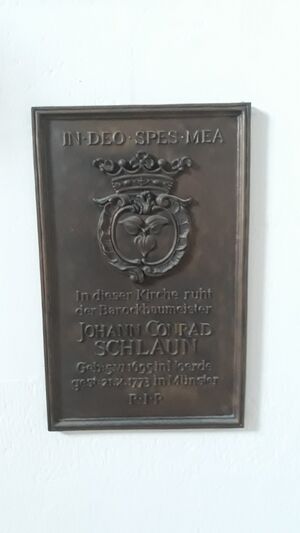 IN·DEO·SPES·MEA
In dieser Kirche ruht
der Barockbaumeister
JOHANN CONRAD
SCHLAUN
Geb·5·VI·1695 in Noerde
gest·21·X·1773 in Münster
R·I·P